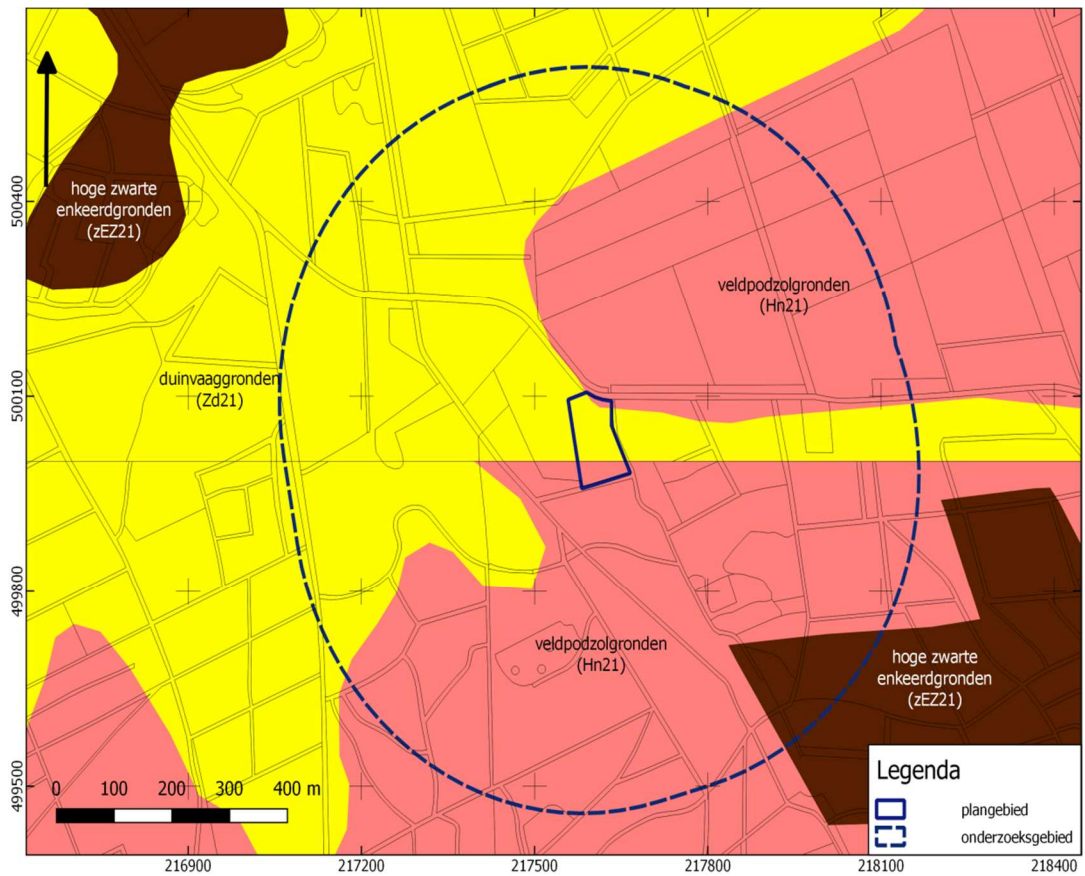 hoge zwarte
enkeerdgronden
(zEZ21)
veldpodzolgronden
(Hn21)
duinvaaggronden
(Zd21)
veldpodzolgronden
(Hn21)
hoge zwarte
enkeerdgronden
(zEZ21)
500400
500100
499800
499500
0 100 200 300 400 m
Legenda
plangebied
onderzoeksgebied
216900 217200 217500 217800 218100 218400